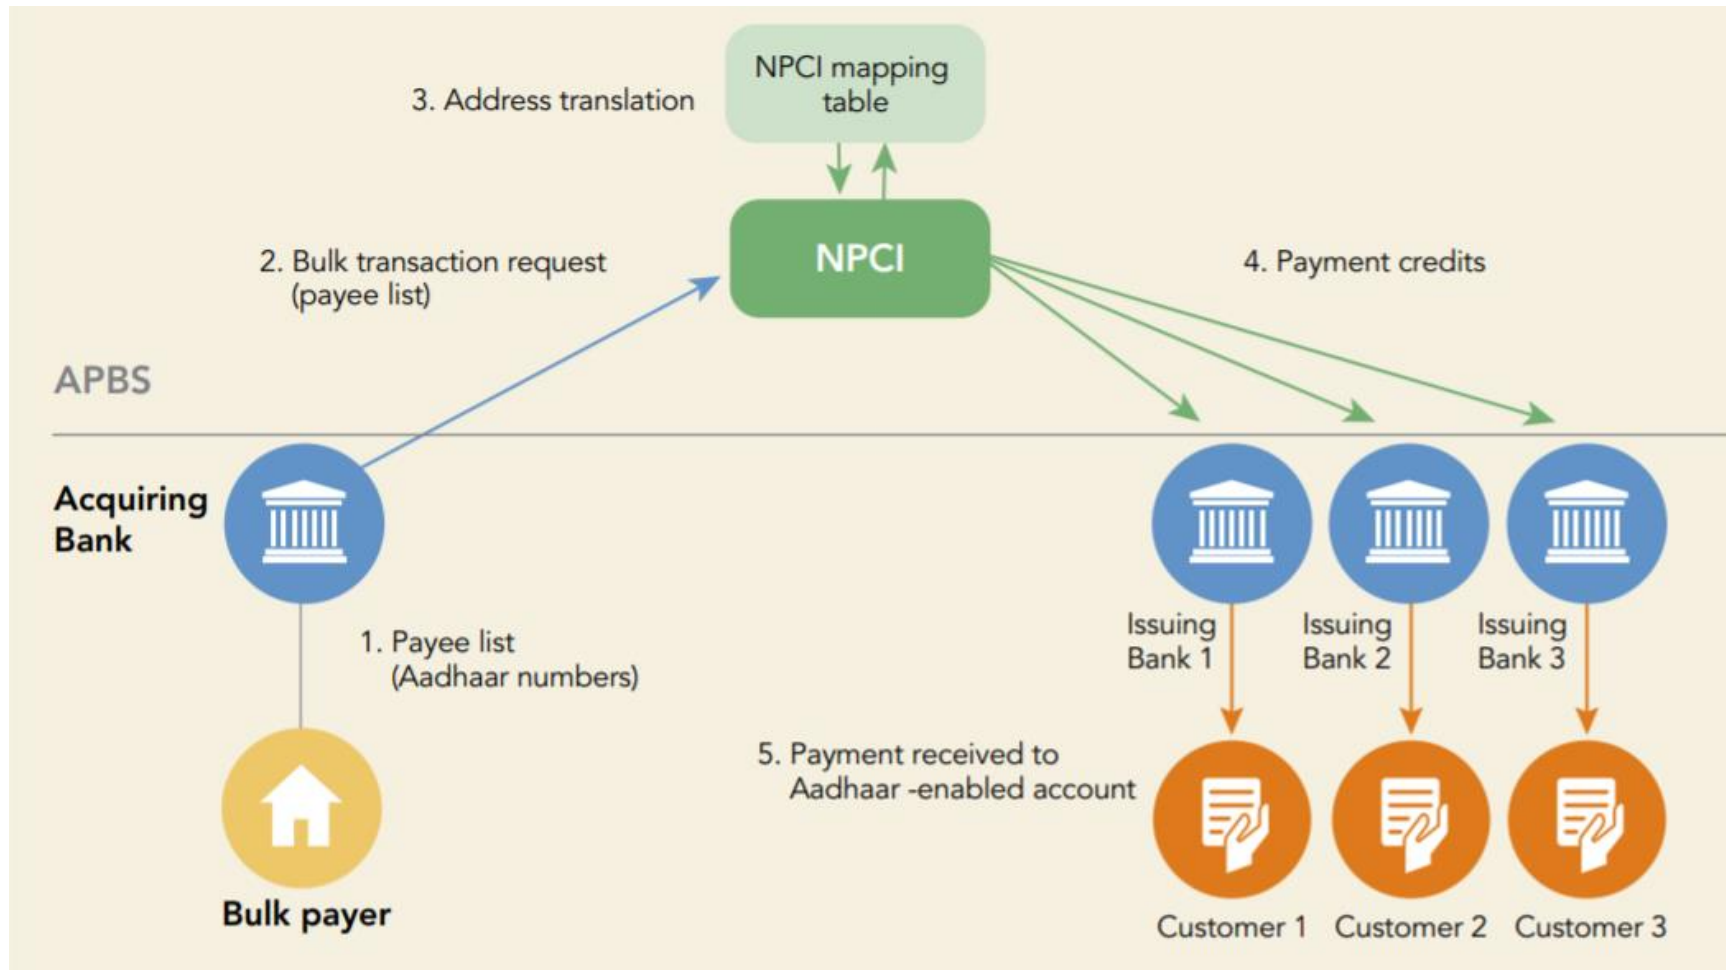 NPCI mapping
table
3. Address translation
NPCI
2. Bulk transaction request
(payee list)
4. Payment credits
APBS
Acquiring
Bank
1. Payee list
(Aadhaar numbers)
Issuing
Bank 1
Issuing
Bank 2
Issuing
Bank 3
5. Payment received to
Aadhaar -enabled account
Bulk payer
Customer 1
Customer 2
Customer 3